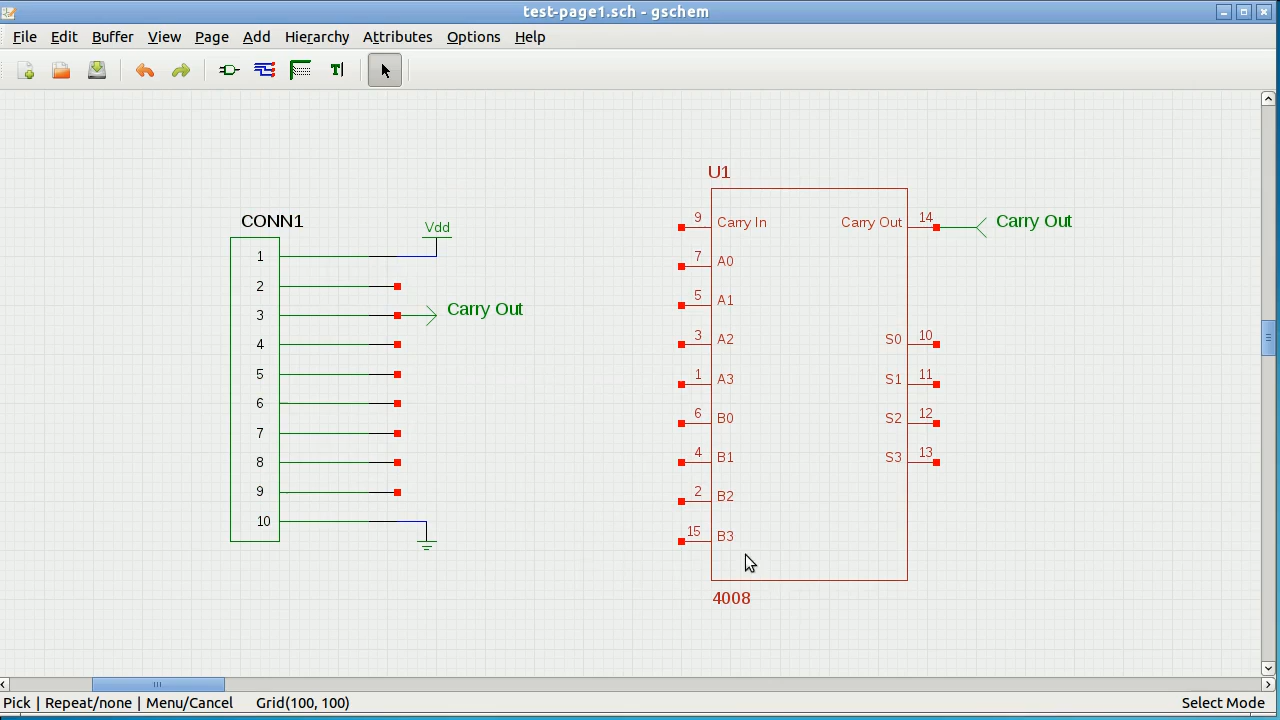 test-page1.sch - gschem
File Edit Buffer View Page Add Hierarchy Attributes Options Help
T
CONN1
1
2
3
4
5
6
7
8
9
10
Vdd
Carry Out
U1
9 Carry In
7 A0
5 A1
3 A2
1 A3
6 B0
4 B1
2 B2
15 B3
Carry Out 14
S0 10
S1 11
S2 12
S3 13
4008
Carry Out
Pick | Repeat/none | Menu/Cancel Grid(100, 100) Select Mode